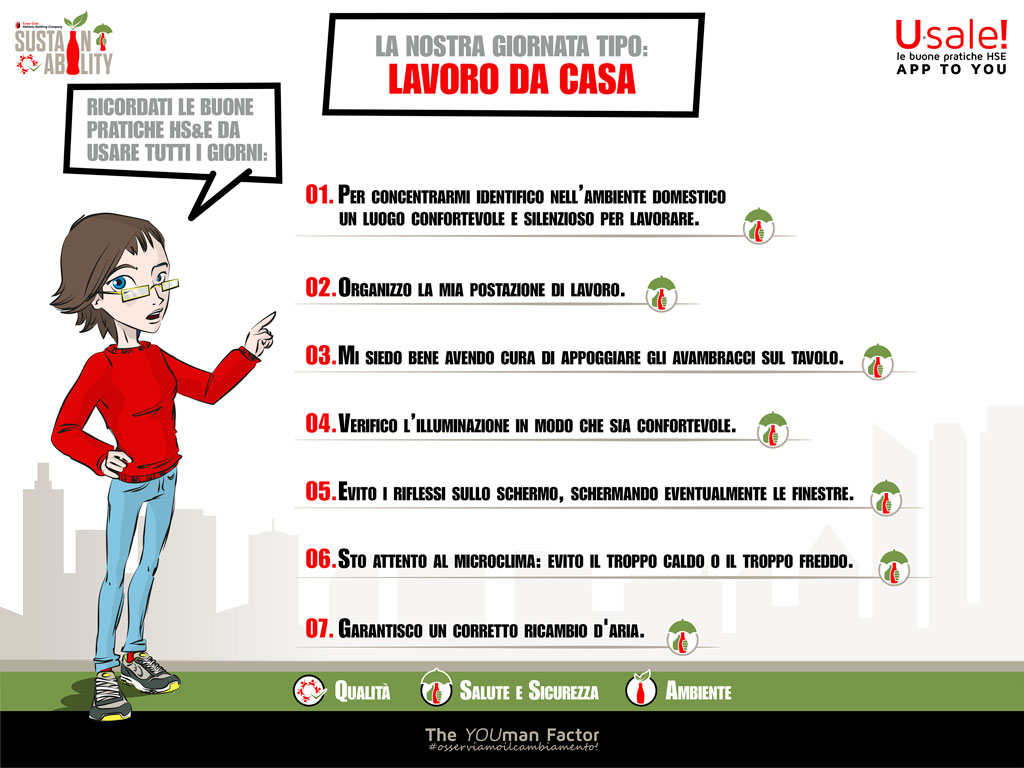 SUSTAIN
ABILITY
U·sale!
le buone pratiche HSE
APP TO YOU
LA NOSTRA GIORNATA TIPO:
LAVORO DA CASA
RICORDATI LE BUONE
PRATICHE HS&E DA
USARE TUTTI I GIORNI:
01. PER CONCENTRARMI IDENTIFICO NELL'AMBIENTE DOMESTICO
UN LUOGO CONFORTEVOLE E SILENZIOSO PER LAVORARE.
02. ORGANIZZO LA MIA POSTAZIONE DI LAVORO.
03. MI SIEDO BENE AVENDO CURA DI APPOGGIARE GLI AVAMBRACCI SUL TAVOLO.
04. VERIFICO L'ILLUMINAZIONE IN MODO CHE SIA CONFORTEVOLE.
05. EVITO I RIFLESSI SULLO SCHERMO, SCHERMANDO EVENTUALMENTE LE FINESTRE.
06. STO ATTENTO AL MICROCLIMA: EVITO IL TROPPO CALDO O IL TROPPO FREDDO.
07. GARANTISCO UN CORRETTO RICAMBIO D'ARIA.
QUALITÀ SALUTE E SICUREZZA AMBIENTE
The YOUman Factor
#osserviamoilcambiamento!